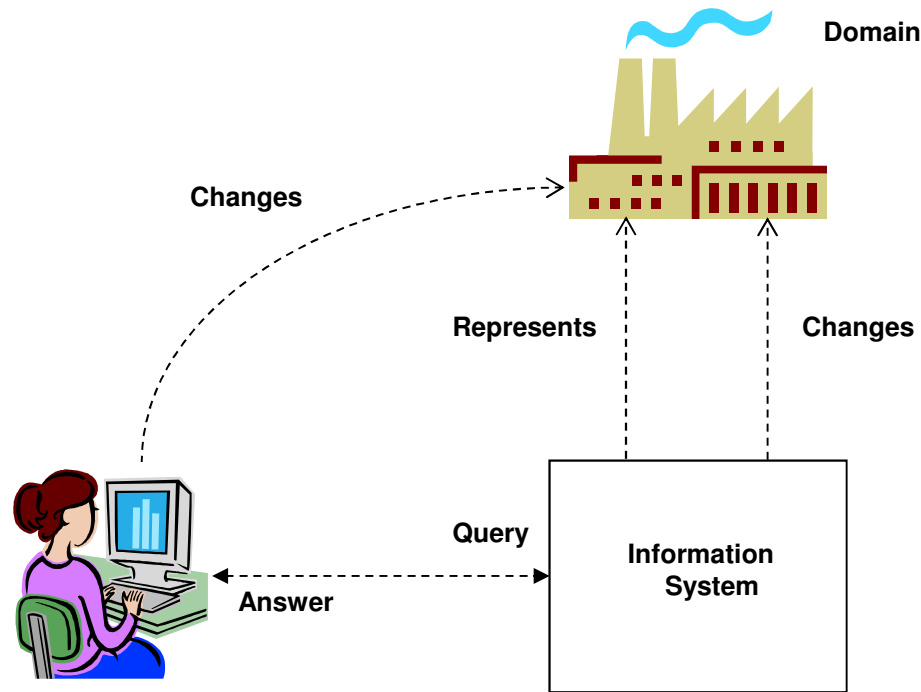 Domain
Changes
Represents
Changes
Query
Answer
Information
System